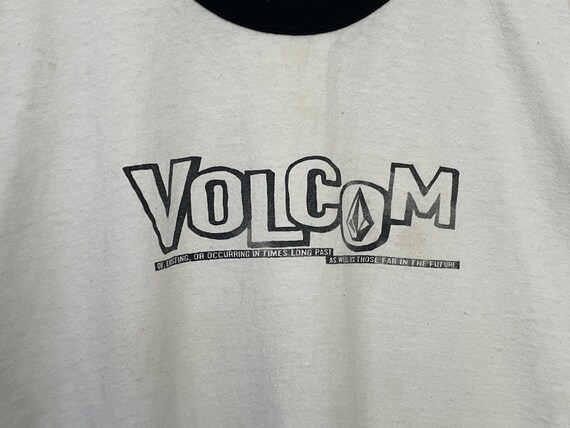 VOLCOM
OF, EXISTING, OR OCCURRING IN TIMES LONG PAST
AS WELL AS THOSE FAR IN THE FUTURE.